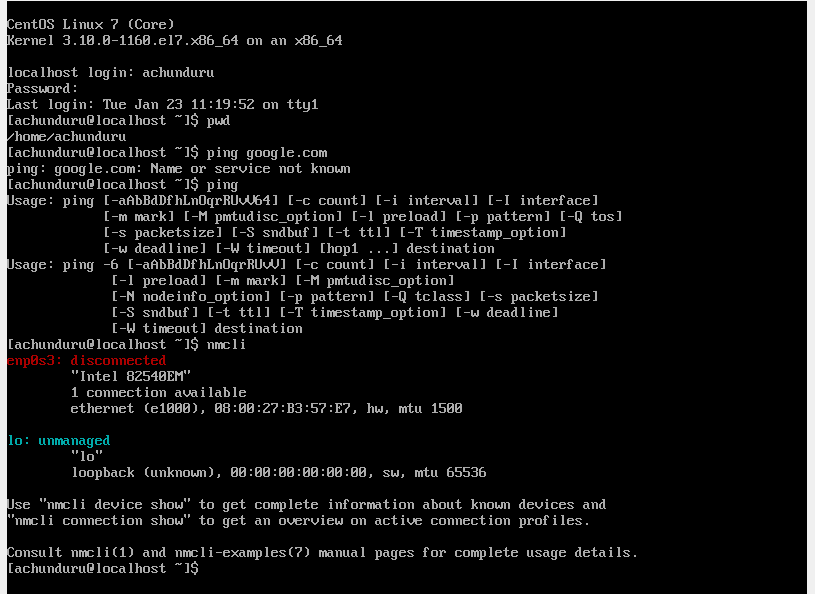 CentOS Linux 7 (Core)
Kernel 3.10.0-1160.el7.x86_64 on an x86_64
localhost login: achunduru
Password:
Last login: Tue Jan 23 11:19:52 on tty1
[achunduru@localhost ~]$ pwd
/home/achunduru
[achunduru@localhost ~]$ ping google.com
ping: google.com: Name or service not known
[achunduru@localhost ~]$ ping
Usage: ping [-aAbBdDfhLnOqrRUvV64] [-c count] [-i interval] [-I interface]
            [-m mark] [-M pmtudisc_option] [-l preload] [-p pattern] [-Q tos]
            [-s packetsize] [-S sndbuf] [-t ttl] [-T timestamp_option]
            [-w deadline] [-W timeout] [hop1 ...] destination
Usage: ping -6 [-aAbBdDfhLnOqrRUvV] [-c count] [-i interval] [-I interface]
             [-l preload] [-m mark] [-M pmtudisc_option]
             [-N nodeinfo_option] [-p pattern] [-Q tclass] [-s packetsize]
             [-S sndbuf] [-t ttl] [-T timestamp_option] [-w deadline]
             [-W timeout] destination
[achunduru@localhost ~]$ nmcli
enp0s3: disconnected
        "Intel 82540EM"
        1 connection available
        ethernet (e1000), 08:00:27:B3:57:E7, hw, mtu 1500
lo: unmanaged
        "lo"
        loopback (unknown), 00:00:00:00:00:00, sw, mtu 65536
Use "nmcli device show" to get complete information about known devices and
"nmcli connection show" to get an overview on active connection profiles.
Consult nmcli(1) and nmcli-examples(7) manual pages for complete usage details.
[achunduru@localhost ~]$